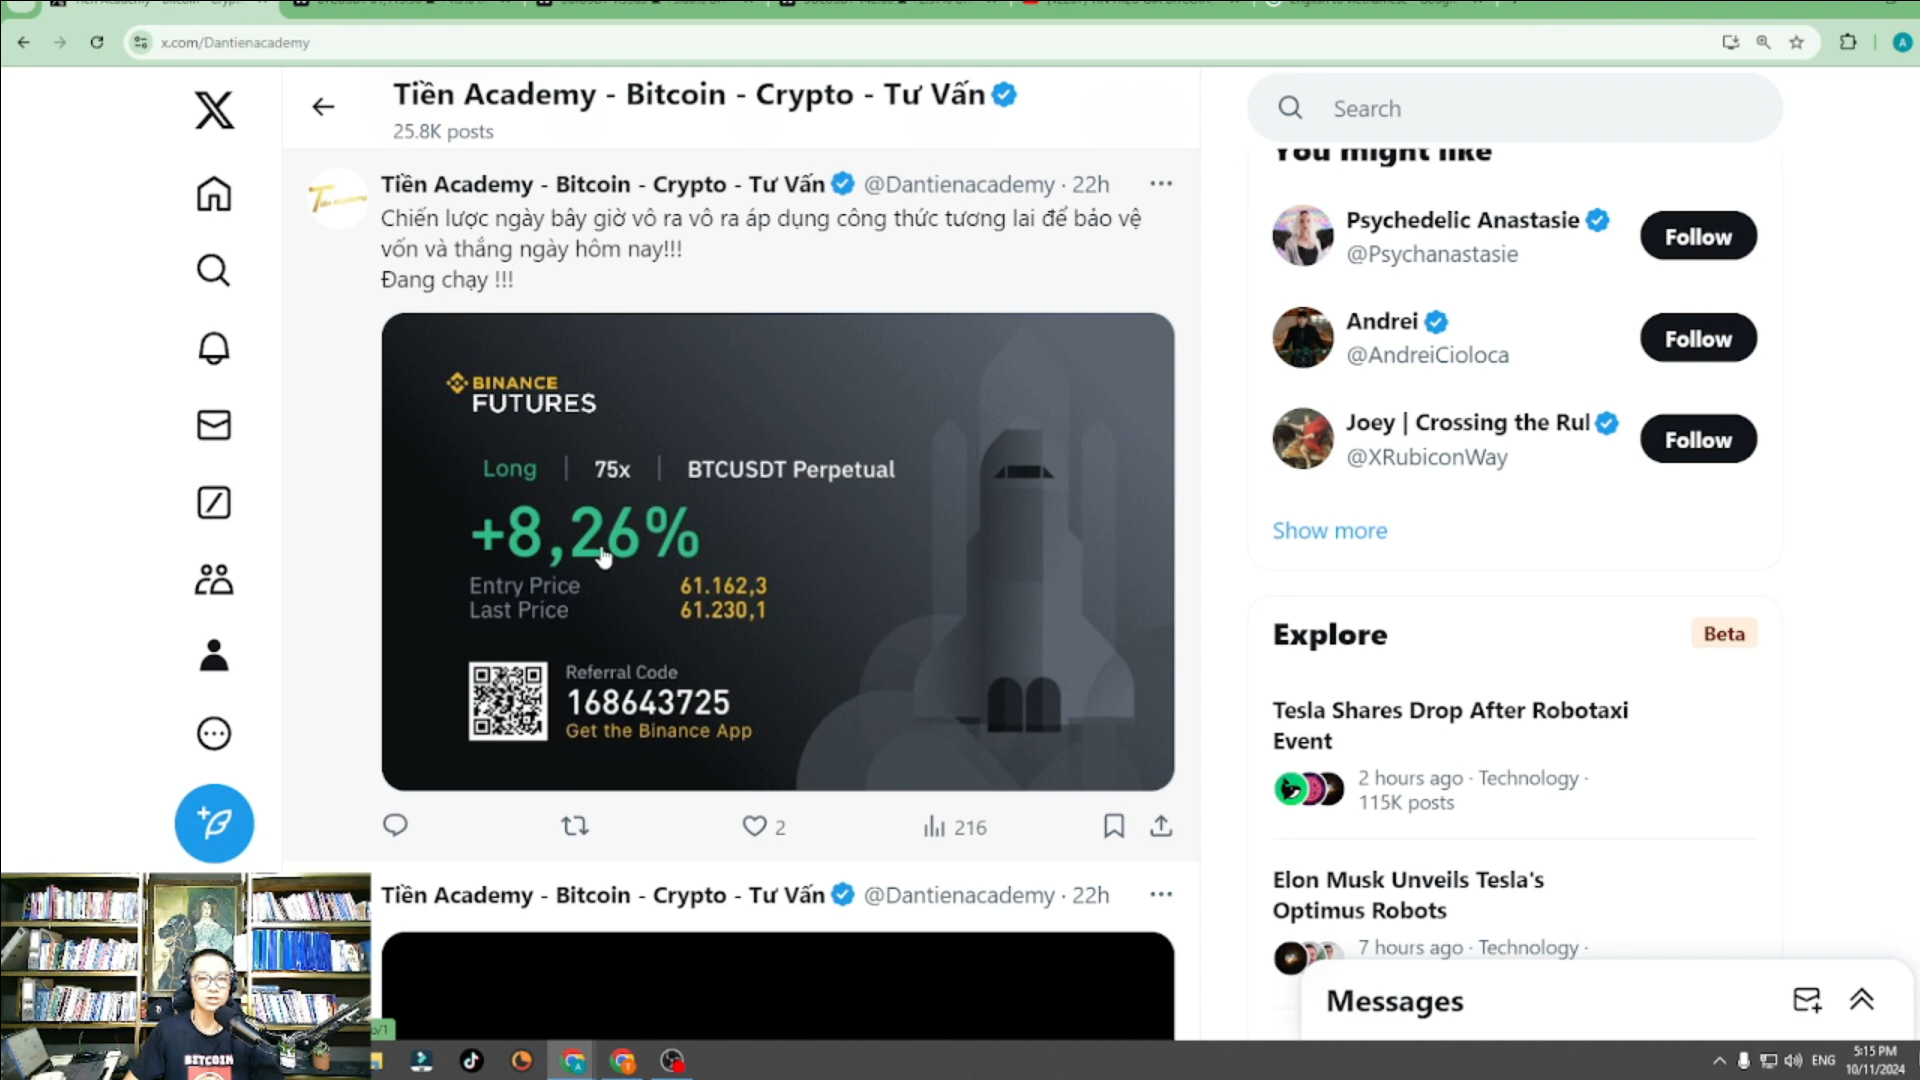 x.com/Dantienacademy
Tiền Academy - Bitcoin - Crypto - Tư Vấn
25.8K posts
Search
You might like
Tiền Academy - Bitcoin - Crypto - Tư Vấn @Dantienacademy · 22h
Chiến lược ngày bây giờ vô ra vô ra áp dụng công thức tương lai để bảo vệ
vốn và thắng ngày hôm nay!!!
Đang chạy !!!
BINANCE
FUTURES
Long | 75x | BTCUSDT Perpetual
+8,26%
Entry Price 61.162,3
Last Price 61.230,1
Referral Code
168643725
Get the Binance App
2
216
Tiền Academy - Bitcoin - Crypto - Tư Vấn @Dantienacademy · 22h
Psychedelic Anastasie
@Psychanastasie
Follow
Andrei
@AndreiCioloca
Follow
Joey | Crossing the Rul
@XRubiconWay
Follow
Show more
Explore
Beta
Tesla Shares Drop After Robotaxi
Event
2 hours ago · Technology ·
115K posts
Elon Musk Unveils Tesla's
Optimus Robots
7 hours ago · Technology ·
Messages
BITCOIN
ENG
5:15 PM
10/11/2024